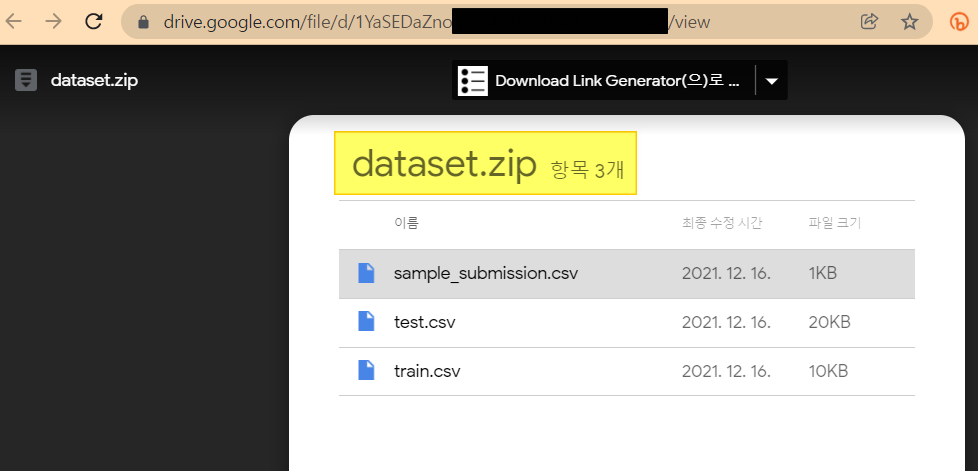 drive.google.com/file/d/1YaSEDaZno /view
dataset.zip
Download Link Generator(으)로 ...
dataset.zip 항목 3개
이름 최종 수정 시간 파일 크기
sample_submission.csv 2021. 12. 16. 1KB
test.csv 2021. 12. 16. 20KB
train.csv 2021. 12. 16. 10KB